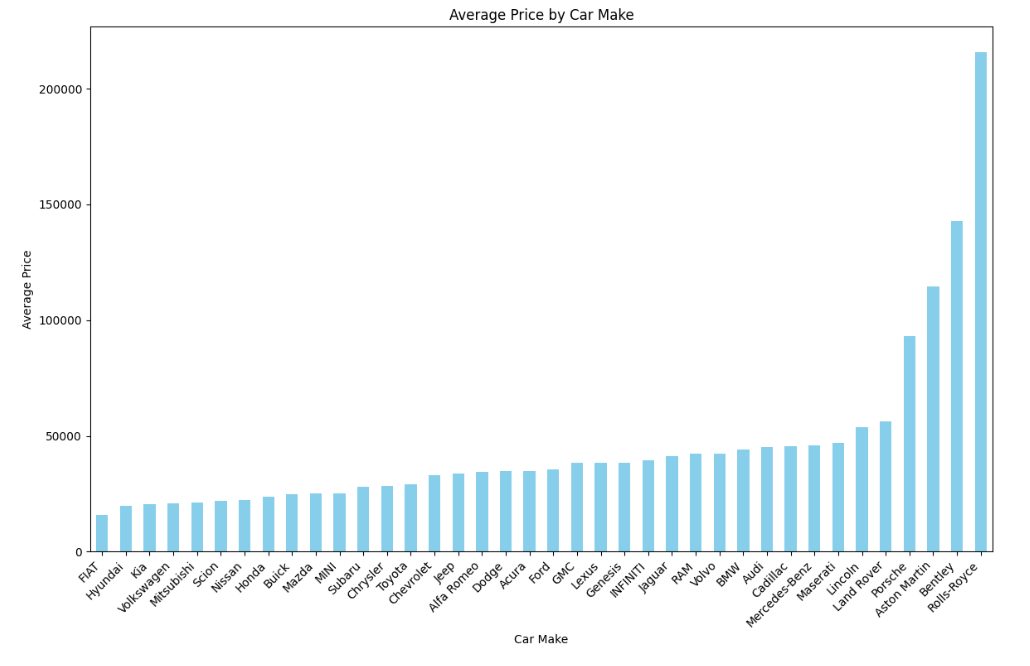 Average Price by Car Make
Average Price
200000
150000
100000
50000
0
FIAT
Hyundai
Kia
Volkswagen
Mitsubishi
Scion
Nissan
Honda
Buick
Mazda
MINI
Subaru
Chrysler
Toyota
Chevrolet
Jeep
Alfa Romeo
Dodge
Acura
Ford
GMC
Lexus
Genesis
INFINITI
Jaguar
RAM
Volvo
BMW
Audi
Cadillac
Mercedes-Benz
Maserati
Lincoln
Land Rover
Porsche
Aston Martin
Bentley
Rolls-Royce
Car Make